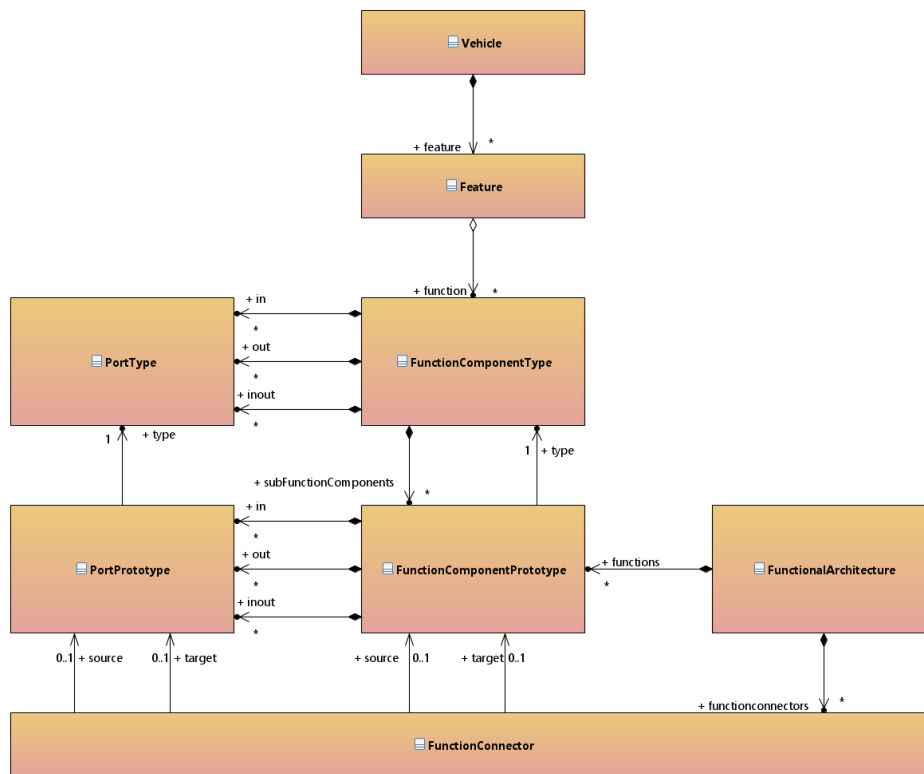 Vehicle
+ feature
*
Feature
+ function
*
+ in
*
PortType
+ out
*
FunctionComponentType
+ inout
*
1
+ type
1
+ type
+ subFunctionComponents
*
+ in
*
PortPrototype
+ out
*
FunctionComponentPrototype
+ functions
*
FunctionalArchitecture
+ inout
*
0..1 + source
0..1 + target
+ source 0..1
+ target 0..1
+ functionconnectors
*
FunctionConnector